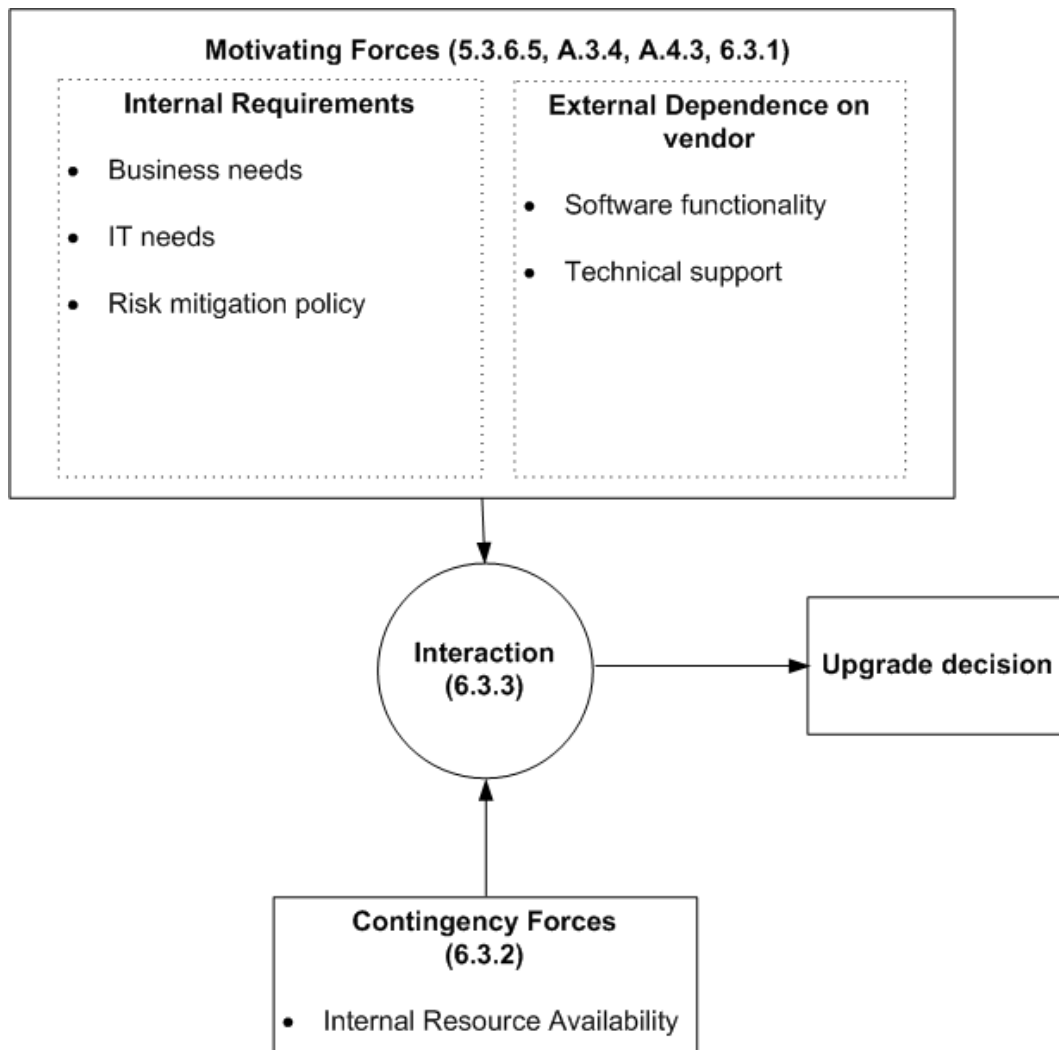 Motivating Forces (5.3.6.5, A.3.4, A.4.3, 6.3.1)
Internal Requirements
• Business needs
• IT needs
• Risk mitigation policy
External Dependence on
vendor
• Software functionality
• Technical support
Interaction
(6.3.3)
Upgrade decision
Contingency Forces
(6.3.2)
• Internal Resource Availability